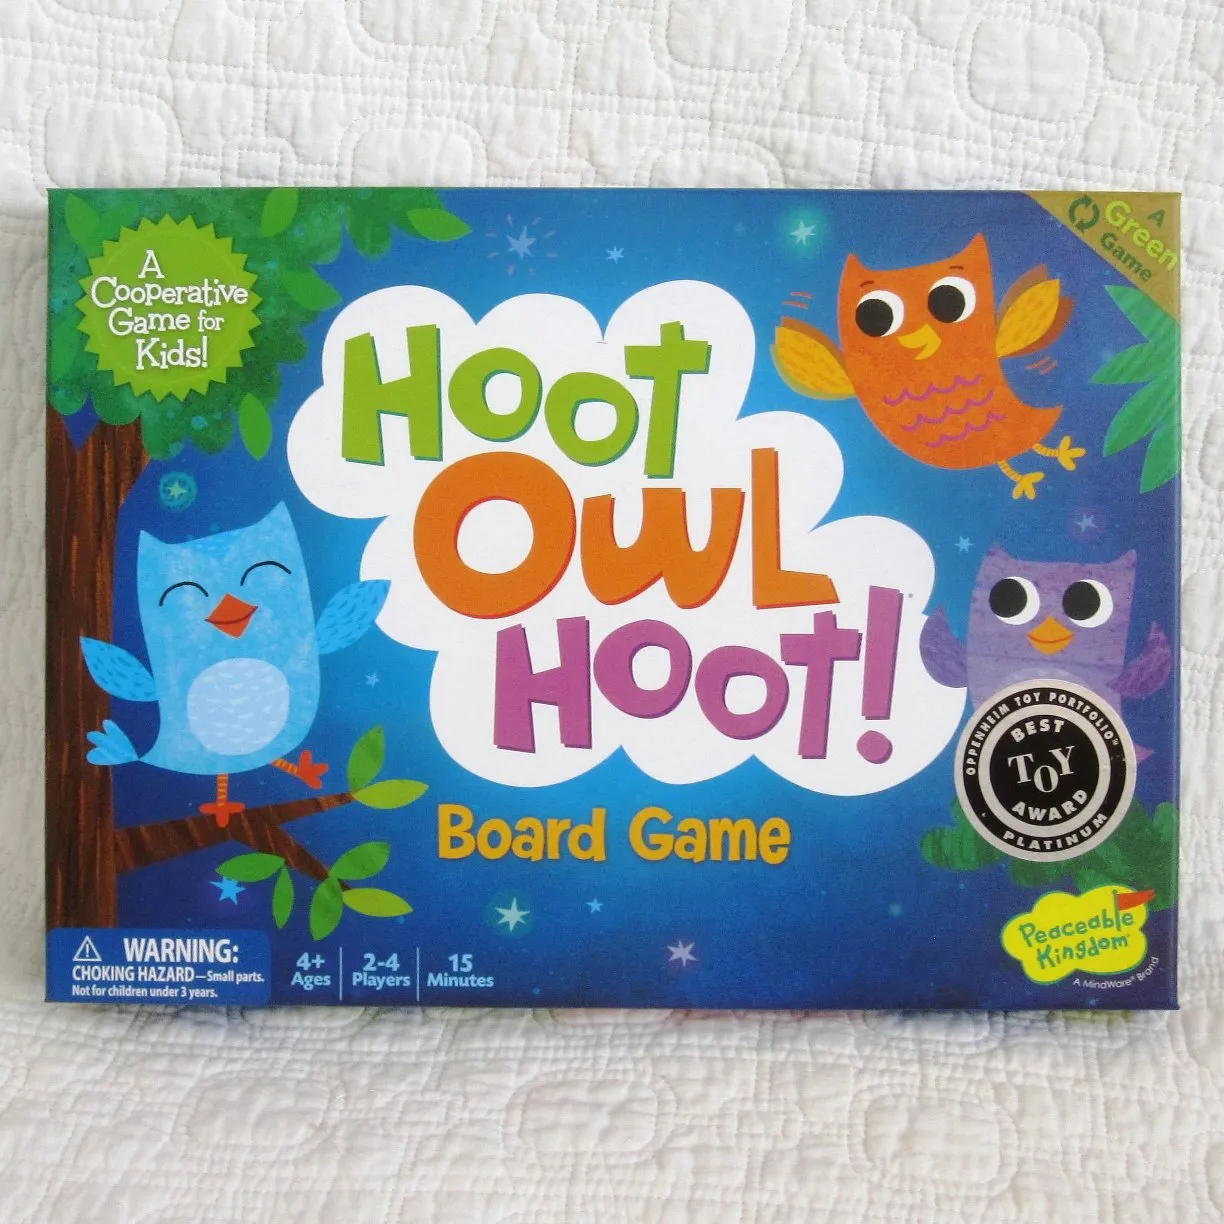 A
Cooperative
Game for
Kids!
A
Green
Game
Hoot
Owl
Hoot!
Board Game
OPPENHEIM TOY PORTFOLIO™
BEST
TOY
AWARD
PLATINUM
Peaceable
Kingdom
A MindWare® Brand
WARNING:
CHOKING HAZARD—Small parts.
Not for children under 3 years.
4+
Ages
2-4
Players
15
Minutes